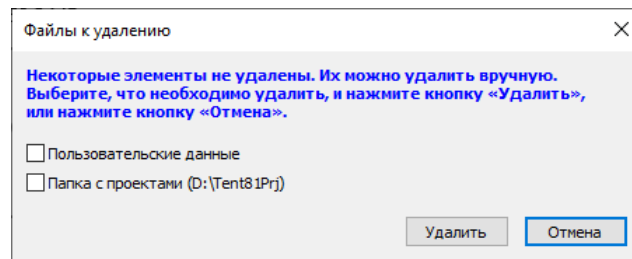 Файлы к удалению
Некоторые элементы не удалены. Их можно удалить вручную.
Выберите, что необходимо удалить, и нажмите кнопку «Удалить»,
или нажмите кнопку «Отмена».
Пользовательские данные
Папка с проектами (D:\Tent81Prj)
Удалить Отмена